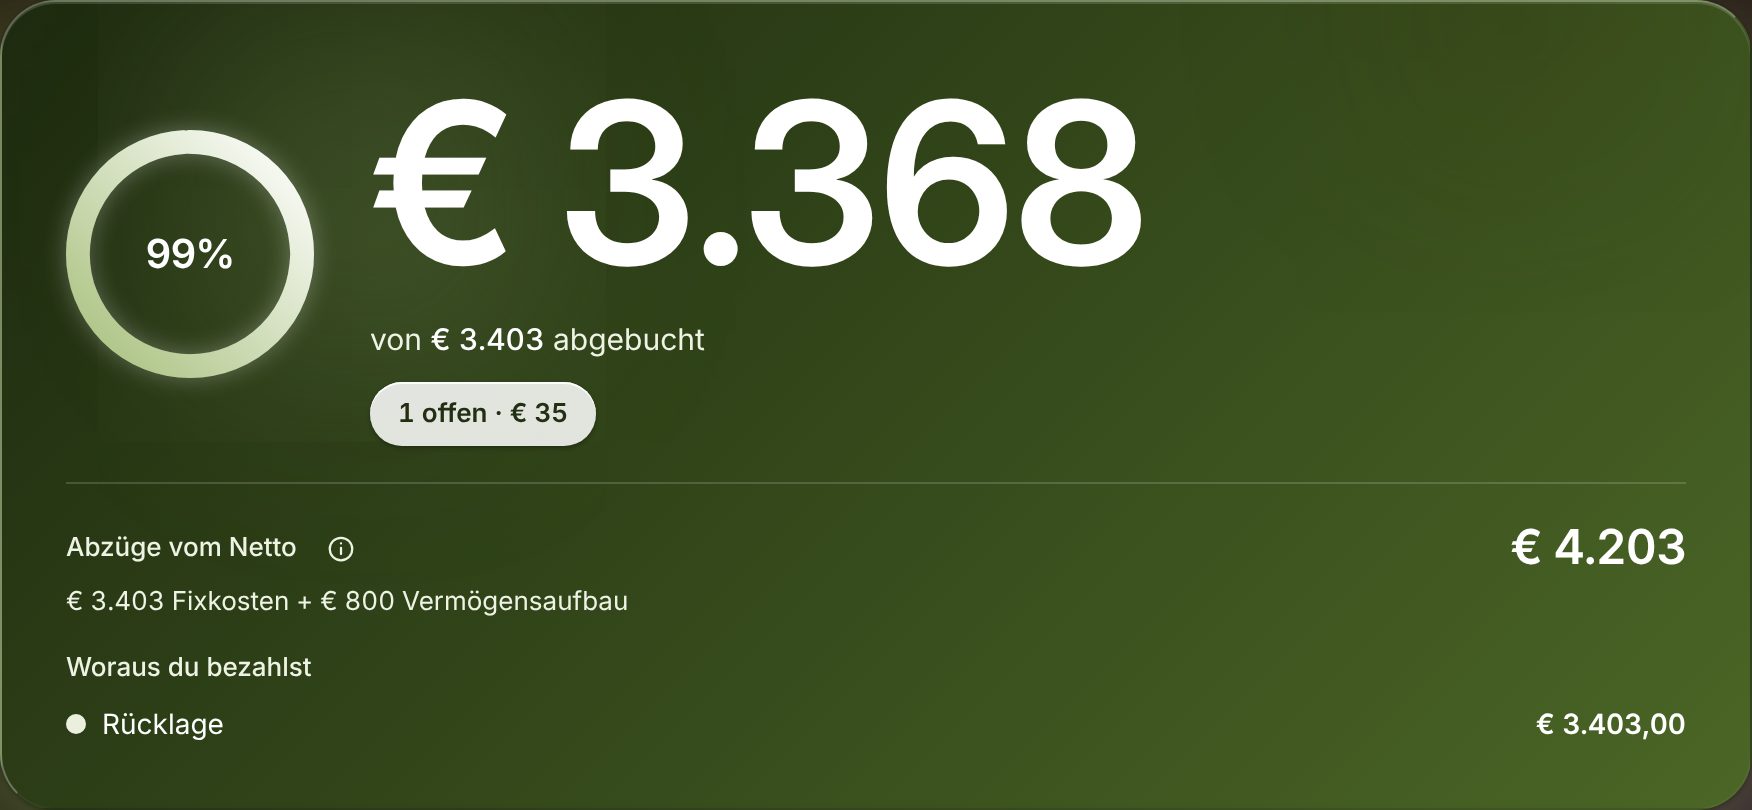 99%
€ 3.368
von € 3.403 abgebucht
1 offen · € 35
Abzüge vom Netto
€ 4.203
€ 3.403 Fixkosten + € 800 Vermögensaufbau
Woraus du bezahlst
Rücklage
€ 3.403,00